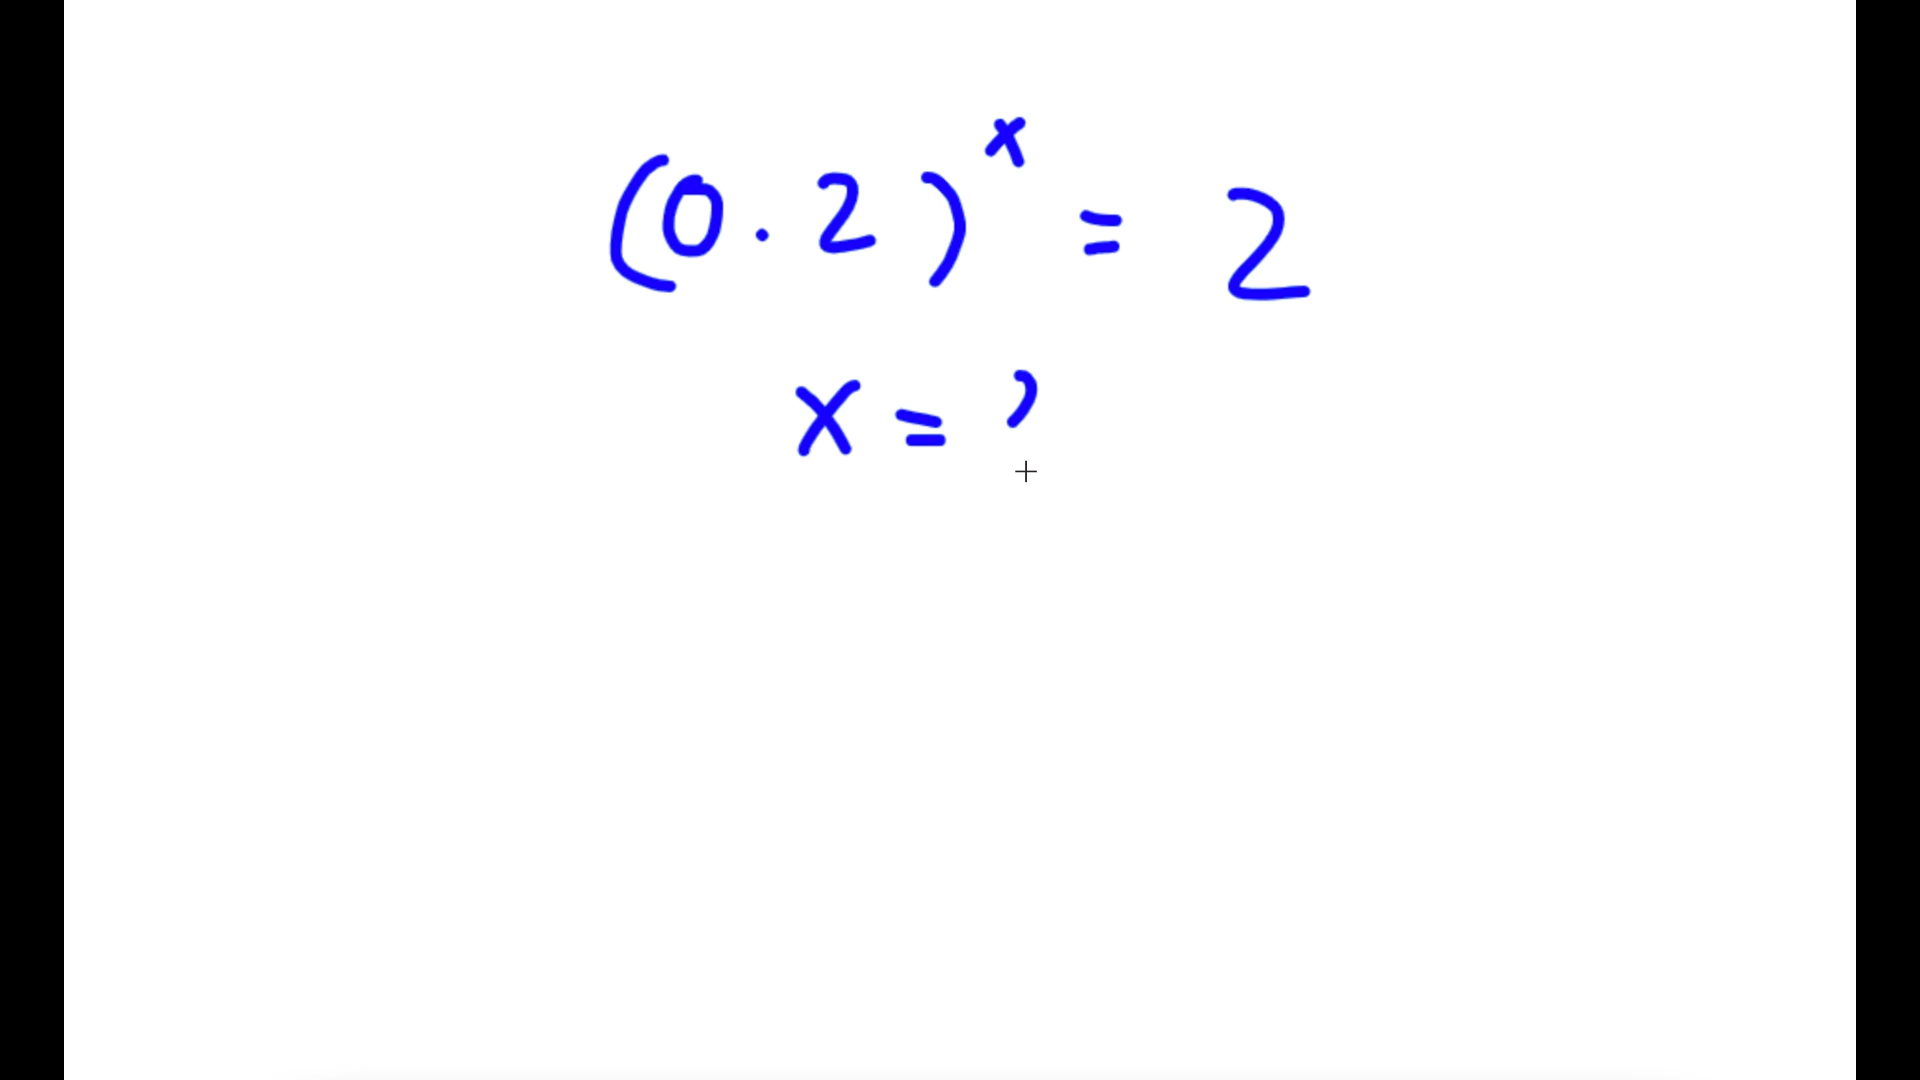 (0.2)^x = 2
x = ?